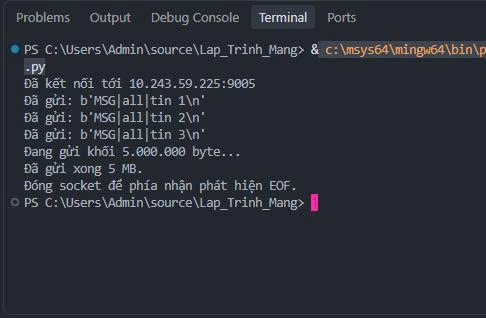 Problems Output Debug Console Terminal Ports
PS C:\Users\Admin\source\Lap_Trinh_Mang> & c:\msys64\mingw64\bin\p
.py
Đã kết nối tới 10.243.59.225:9005
Đã gửi: b'MSG|all|tin 1\n'
Đã gửi: b'MSG|all|tin 2\n'
Đã gửi: b'MSG|all|tin 3\n'
Đang gửi khối 5.000.000 byte...
Đã gửi xong 5 MB.
Đóng socket để phía nhận phát hiện EOF.
PS C:\Users\Admin\source\Lap_Trinh_Mang>